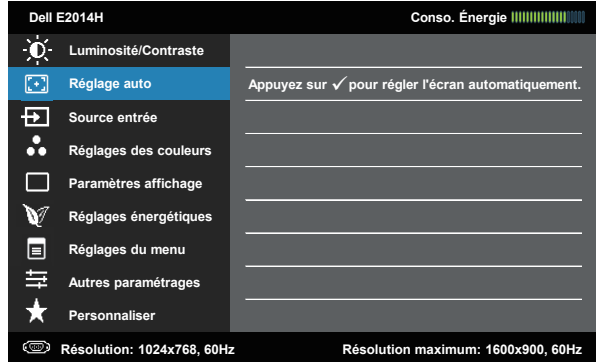 Dell E2014H Conso. Énergie
Luminosité/Contraste
Réglage auto Appuyez sur ✓ pour régler l'écran automatiquement.
Source entrée
Réglages des couleurs
Paramètres affichage
Réglages énergétiques
Réglages du menu
Autres paramétrages
Personnaliser
Résolution: 1024x768, 60Hz Résolution maximum: 1600x900, 60Hz